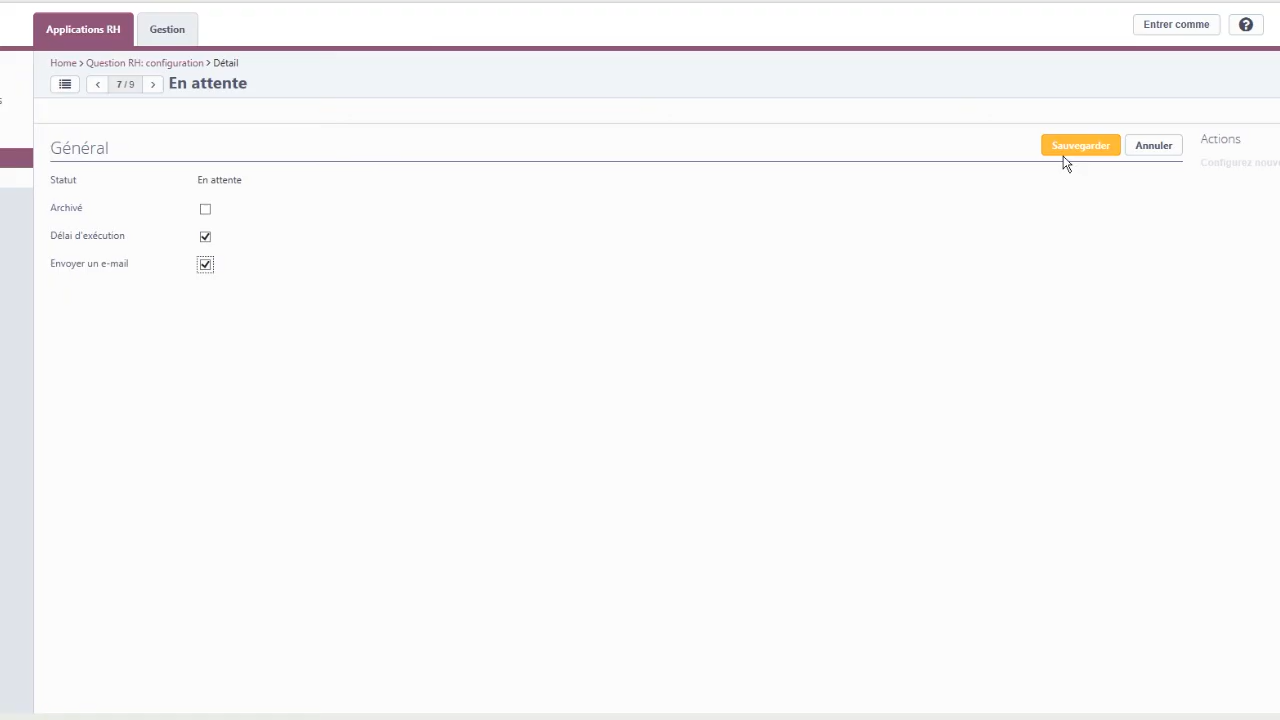 Applications RH
Gestion
Entrer comme
?
Home > Question RH: configuration > Détail
7 / 9
En attente
Général
Sauvegarder
Annuler
Actions
Statut
En attente
Archivé
Délai d'exécution
Envoyer un e-mail